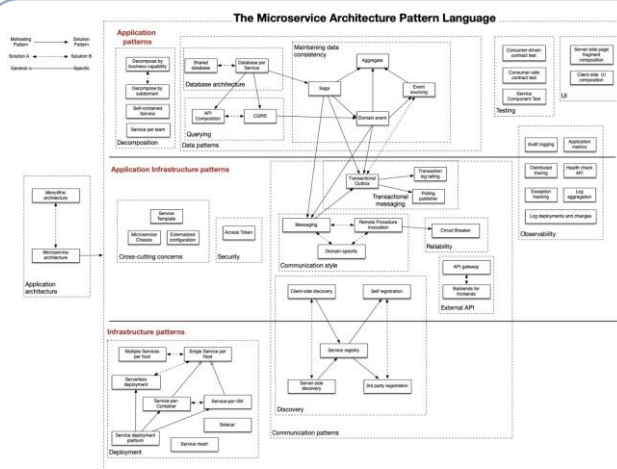 The Microservice Architecture Pattern Language
Motivating
Pattern
Solution
Pattern
Solution A
Solution B
General
Specific
Application
patterns
Decompose by
business capability
Decompose by
subdomain
Self-contained
Service
Service per team
Decomposition
Shared
database
Database per
Service
Database architecture
API
Composition
CQRS
Querying
Data patterns
Maintaining data
consistency
Aggregate
Saga
Event
sourcing
Domain event
Consumer-driven
contract test
Consumer-side
contract test
Service
Component Test
Testing
Server-side page
fragment
composition
Client-side UI
composition
UI
Application Infrastructure patterns
Monolithic
architecture
Microservice
architecture
Application
architecture
Service
Template
Microservice
Chassis
Externalized
configuration
Cross-cutting concerns
Access Token
Security
Transactional
Outbox
Transaction
log tailing
Polling
publisher
Transactional
messaging
Messaging
Remote Procedure
Invocation
Domain-specific
Communication style
Circuit Breaker
Reliability
API gateway
Backends for
frontends
External API
Audit logging
Application
metrics
Distributed
tracing
Health check
API
Exception
tracking
Log
aggregation
Log deployments and changes
Observability
Infrastructure patterns
Multiple Services
per host
Single Service per
Host
Serverless
deployment
Service-per-
Container
Service-per-VM
Service deployment
platform
Sidecar
Service mesh
Deployment
Client-side discovery
Self registration
Service registry
Server-side
discovery
3rd party registration
Discovery
Communication patterns